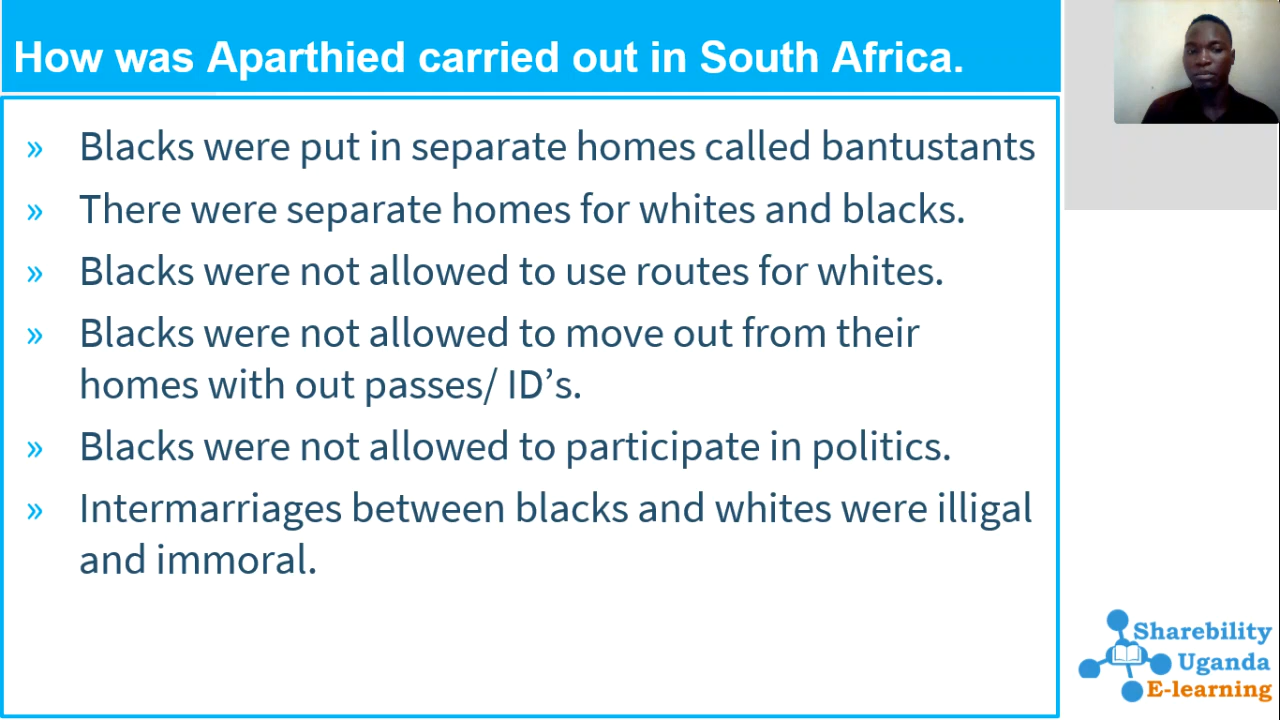 How was Aparthied carried out in South Africa.
» Blacks were put in separate homes called bantustants
» There were separate homes for whites and blacks.
» Blacks were not allowed to use routes for whites.
» Blacks were not allowed to move out from their
homes with out passes/ ID’s.
» Blacks were not allowed to participate in politics.
» Intermarriages between blacks and whites were illigal
and immoral.
Sharebility
Uganda
E-learning